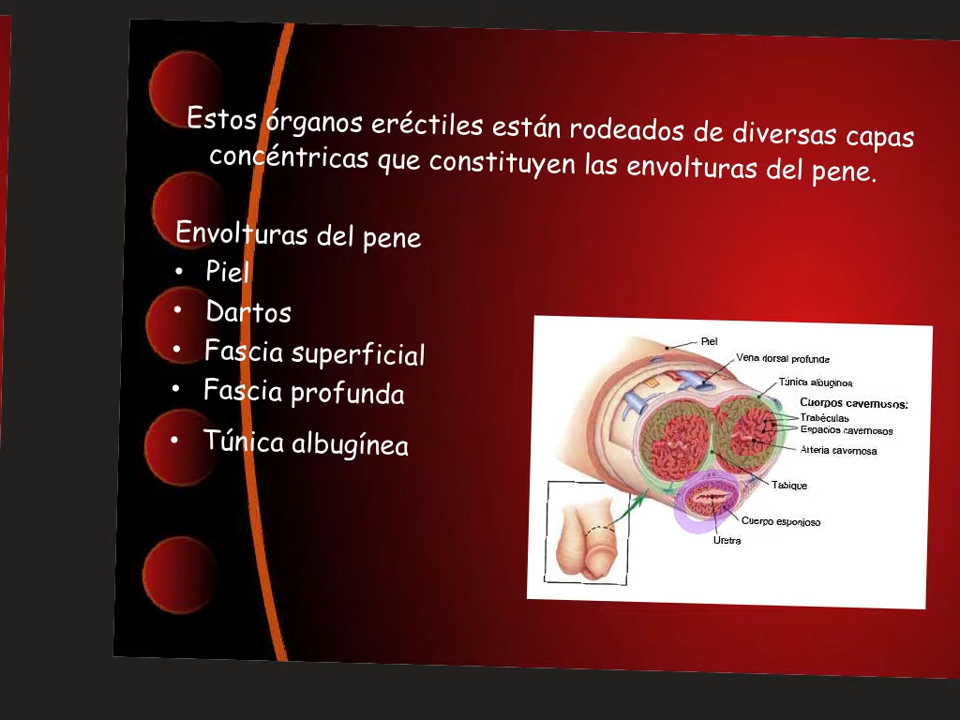 Estos órganos eréctiles están rodeados de diversas capas
concéntricas que constituyen las envolturas del pene.
Envolturas del pene
• Piel
• Dartos
• Fascia superficial
• Fascia profunda
• Túnica albugínea
Piel
Vena dorsal profunda
Túnica albugínea
Cuerpos cavernosos:
Trabéculas
Espacios cavernosos
Arteria cavernosa
Tabique
Cuerpo esponjoso
Uretra